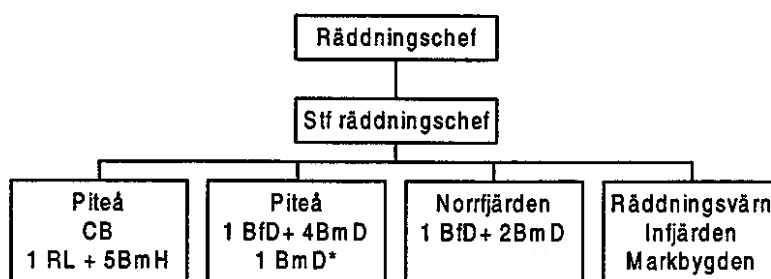 Räddningschef
Stf räddningschef
Piteå
CB
1 RL + 5BmH
Piteå
1 BfD+ 4BmD
1 BmD*
Norrfjärden
1 BfD+ 2BmD
Räddningsvärn
Infjärden
Markbygden